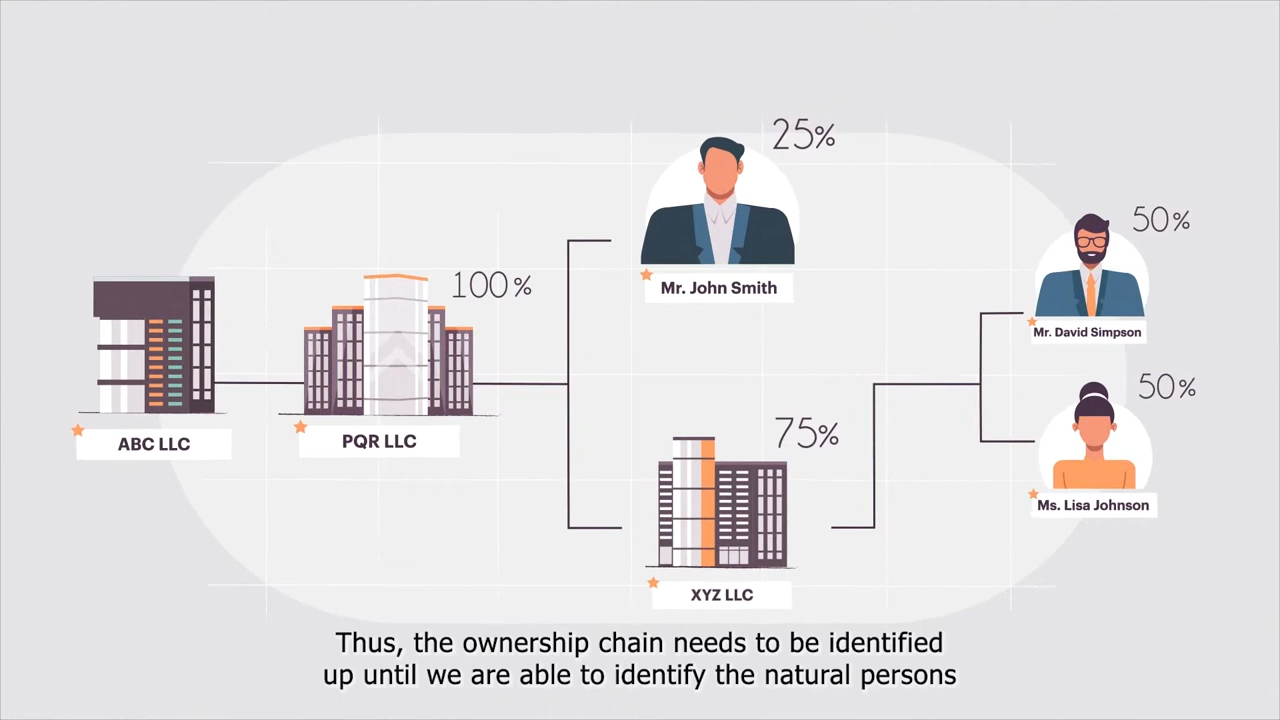 25%
Mr. John Smith
100%
ABC LLC
PQR LLC
75%
XYZ LLC
50%
Mr. David Simpson
50%
Ms. Lisa Johnson
Thus, the ownership chain needs to be identified
up until we are able to identify the natural persons